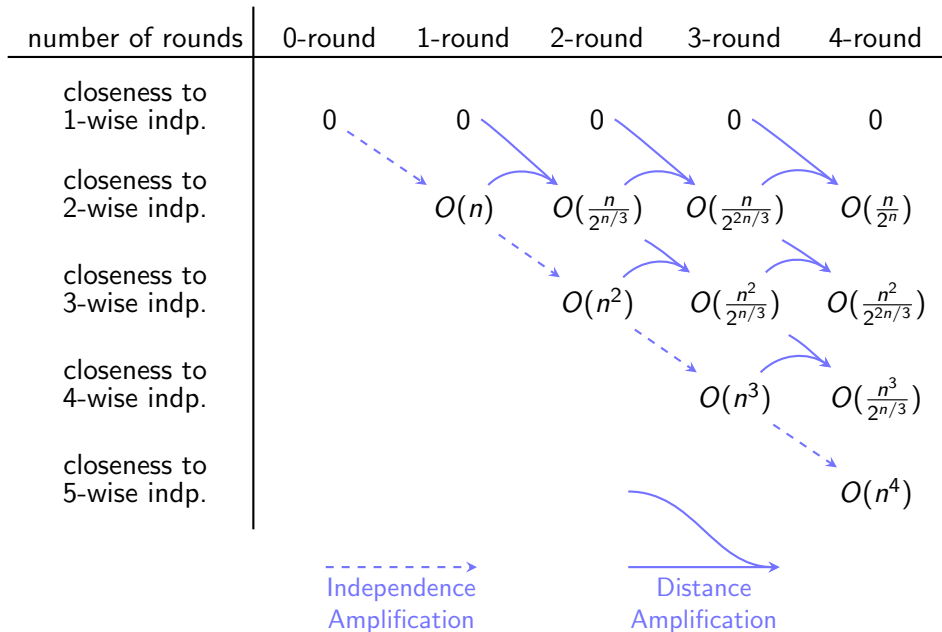 number of rounds 0-round 1-round 2-round 3-round 4-round
closeness to
1-wise indp. 0 0 0 0 0
closeness to
2-wise indp. O(n) O(n/2^{n/3}) O(n/2^{2n/3}) O(n/2^n)
closeness to
3-wise indp. O(n^2) O(n^2/2^{n/3}) O(n^2/2^{2n/3})
closeness to
4-wise indp. O(n^3) O(n^3/2^{n/3})
closeness to
5-wise indp. O(n^4)
Independence Distance
Amplification Amplification